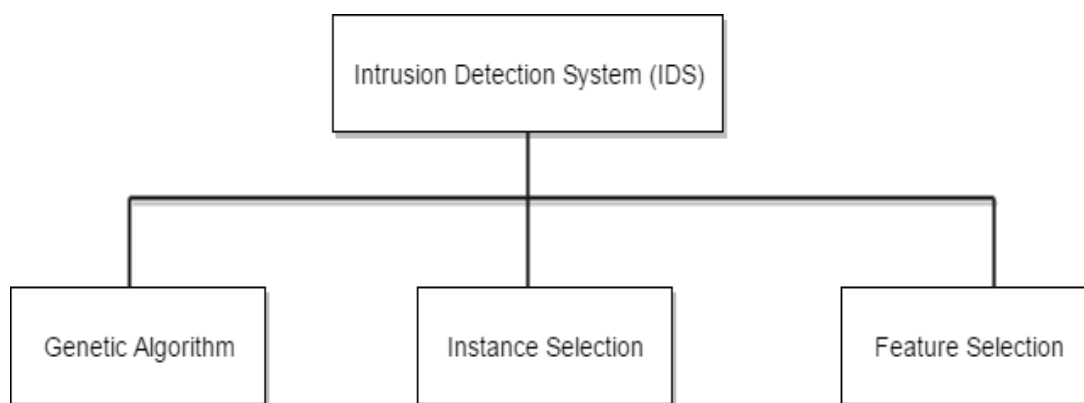 Intrusion Detection System (IDS)
Genetic Algorithm
Instance Selection
Feature Selection